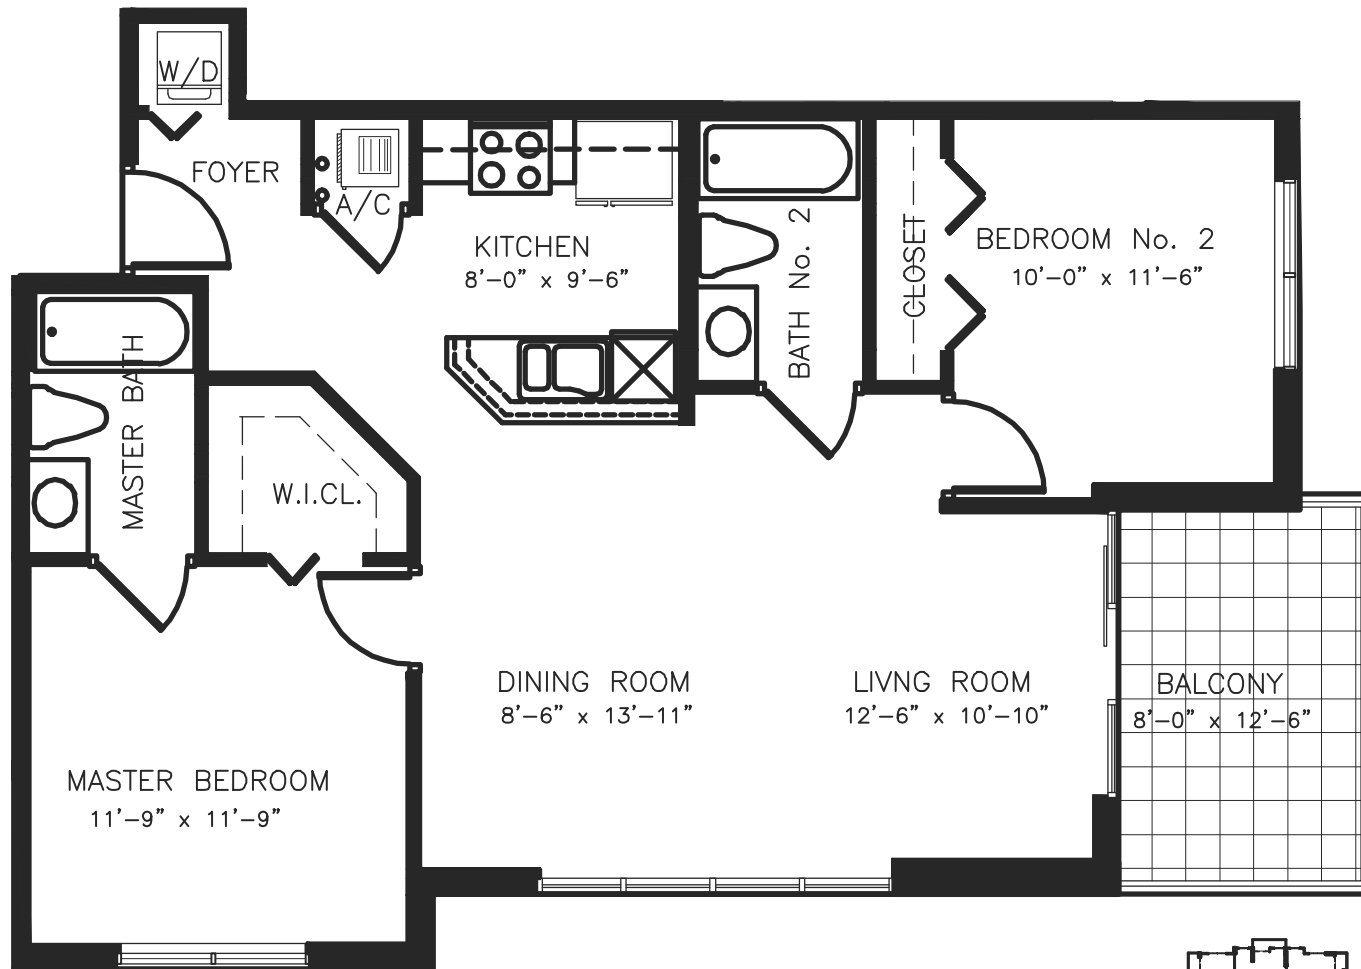 W/D
FOYER
A/C
KITCHEN
8'-0" x 9'-6"
BATH No. 2
CLOSET
BEDROOM No. 2
10'-0" x 11'-6"
MASTER BATH
W.I.CL.
DINING ROOM
8'-6" x 13'-11"
LIVNG ROOM
12'-6" x 10'-10"
BALCONY
8'-0" x 12'-6"
MASTER BEDROOM
11'-9" x 11'-9"